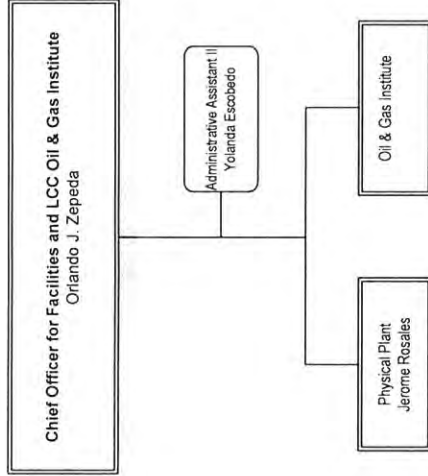 Chief Officer for Facilities and LCC Oil & Gas Institute
Orlando J. Zepeda
Administrative Assistant II
Yolanda Escobedo
Physical Plant
Jerome Rosales
Oil & Gas Institute